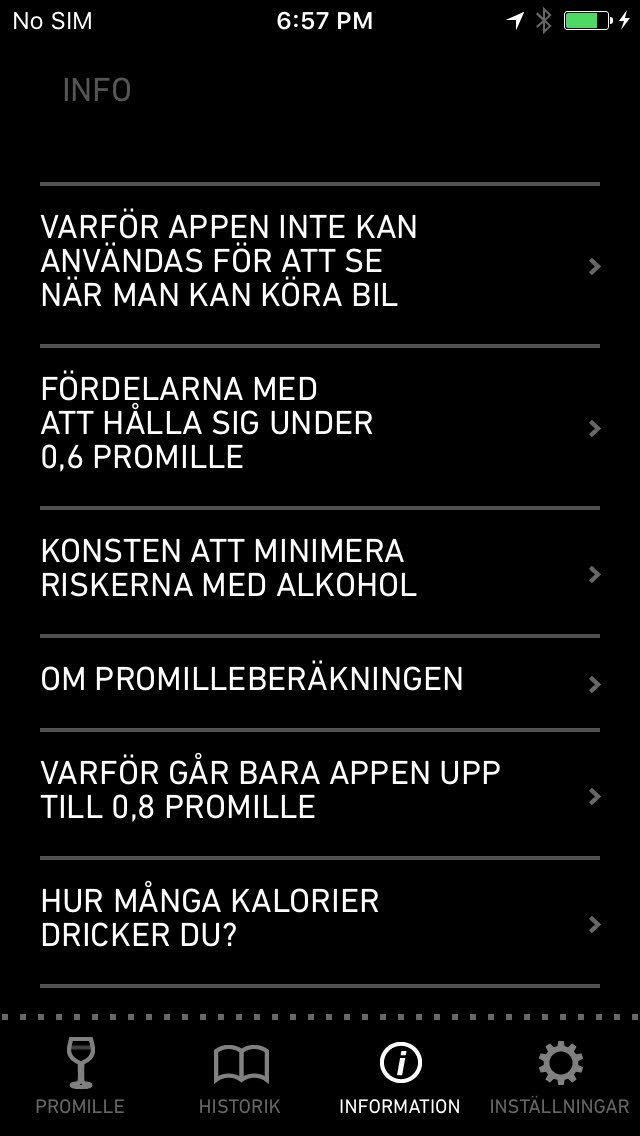 No SIM 6:57 PM
INFO
VARFÖR APPEN INTE KAN
ANVÄNDAS FÖR ATT SE
NÄR MAN KAN KÖRA BIL
FÖRDELARNA MED
ATT HÅLLA SIG UNDER
0,6 PROMILLE
KONSTEN ATT MINIMERA
RISKERNA MED ALKOHOL
OM PROMILLEBERÄKNINGEN
VARFÖR GÅR BARA APPEN UPP
TILL 0,8 PROMILLE
HUR MÅNGA KALORIER
DRICKER DU?
PROMILLE HISTORIK INFORMATION INSTÄLLNINGAR